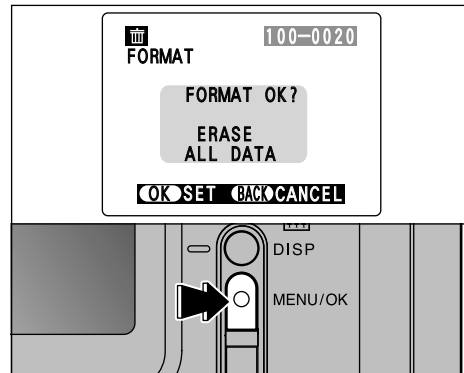 100-0020
FORMAT
FORMAT OK?
ERASE
ALL DATA
OK SET BACK CANCEL
DISP
MENU/OK